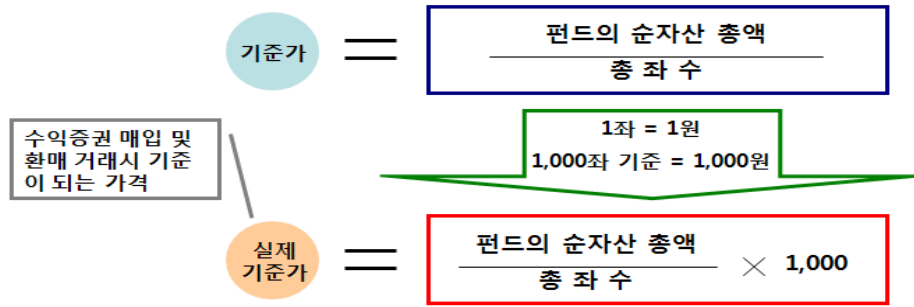 기준가
펀드의 순자산 총액
총 좌 수
수익증권 매입 및
환매 거래시 기준
이 되는 가격
1좌 = 1원
1,000좌 기준 = 1,000원
실제
기준가
펀드의 순자산 총액
총 좌 수
× 1,000